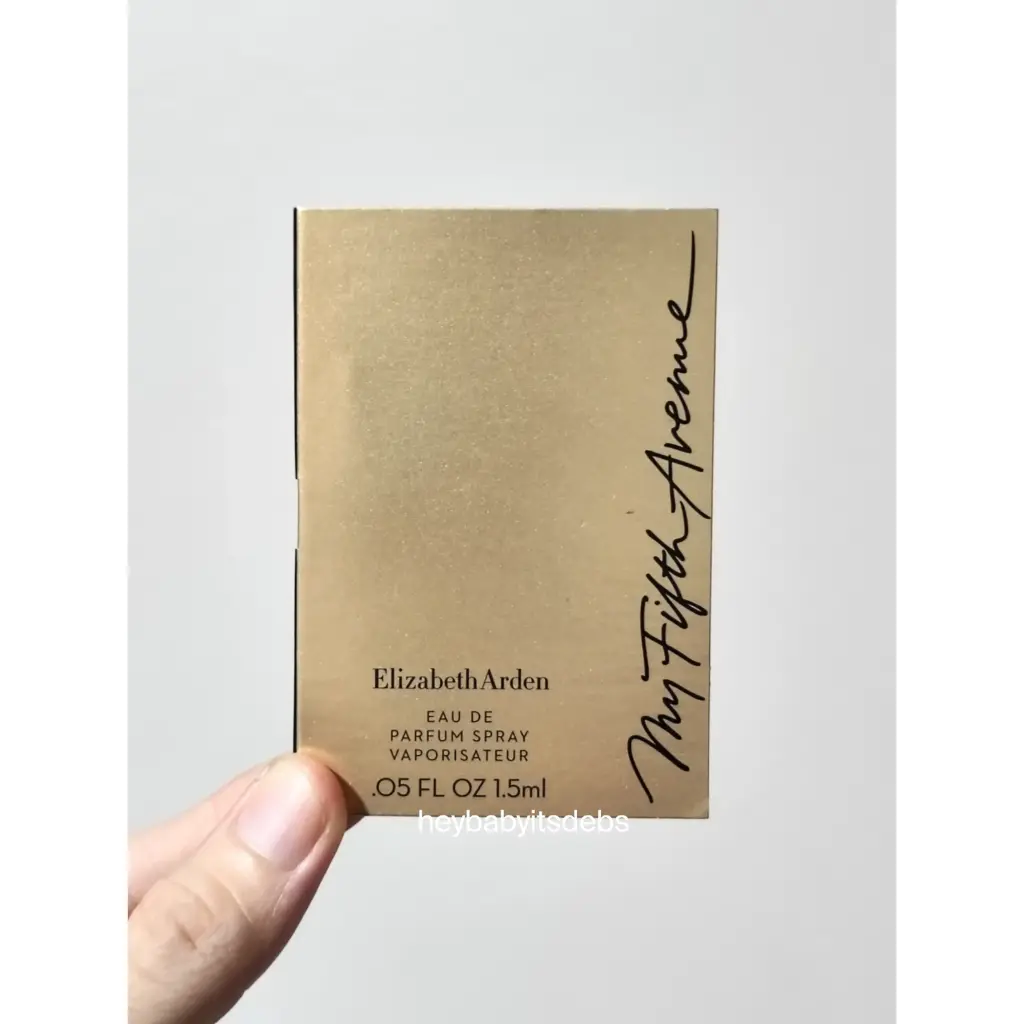 My Fifth Avenue
Elizabeth Arden
EAU DE
PARFUM SPRAY
VAPORISATEUR
.05 FL OZ 1.5ml
heybabyitsdebs